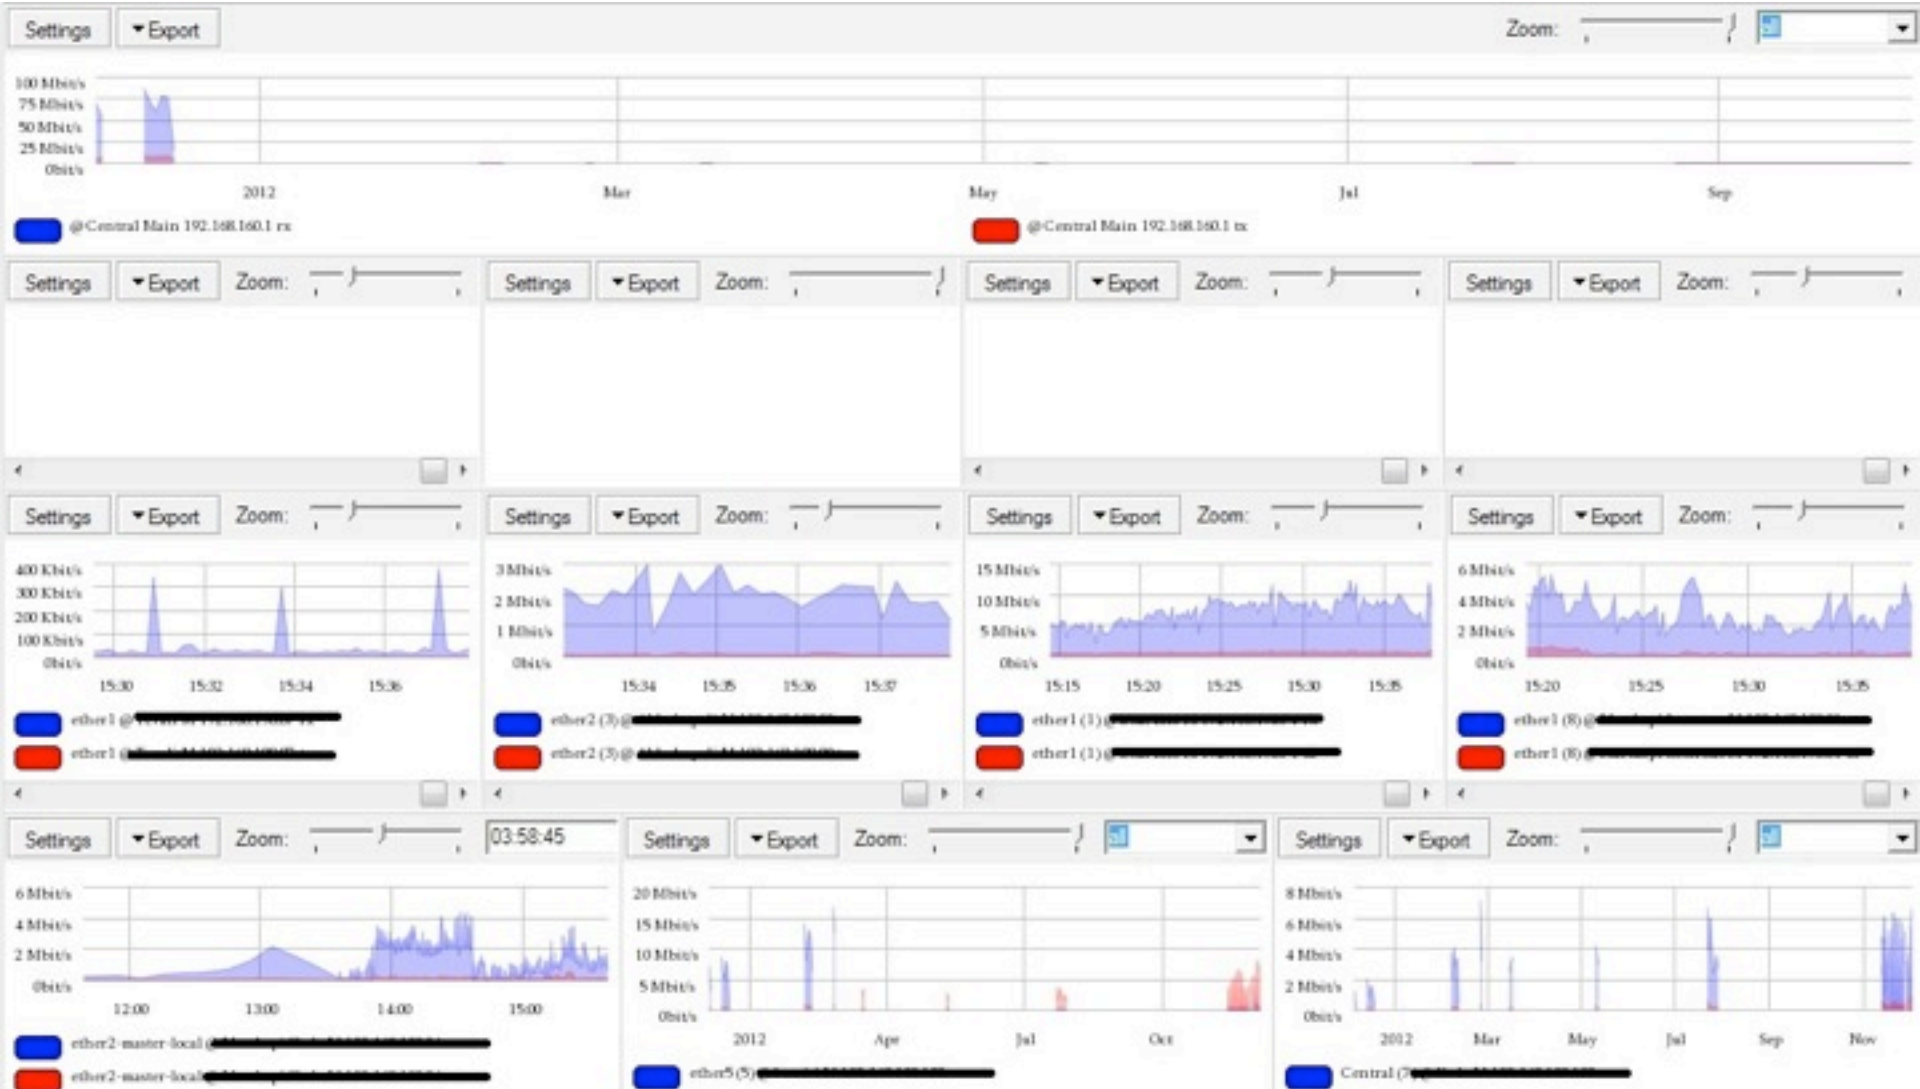 Settings Export Zoom: all
100 Mbit/s
75 Mbit/s
50 Mbit/s
25 Mbit/s
0bit/s
2012 Mar May Jul Sep
@Central Main 192.168.160.1 rx @Central Main 192.168.160.1 tx
Settings Export Zoom: Settings Export Zoom: Settings Export Zoom: Settings Export Zoom:
Settings Export Zoom: Settings Export Zoom: Settings Export Zoom: Settings Export Zoom:
400 Kbit/s 3 Mbit/s 15 Mbit/s 6 Mbit/s
300 Kbit/s 2 Mbit/s 10 Mbit/s 4 Mbit/s
200 Kbit/s 1 Mbit/s 5 Mbit/s 2 Mbit/s
100 Kbit/s
0bit/s 0bit/s 0bit/s 0bit/s
15:30 15:32 15:34 15:36 15:34 15:35 15:36 15:37 15:15 15:20 15:25 15:30 15:35 15:20 15:25 15:30 15:35
ether1 @ ether2 (3) @ ether1 (1) @ ether1 (8) @
ether1 @ ether2 (3) @ ether1 (1) @ ether1 (8) @
Settings Export Zoom: 03:58:45 Settings Export Zoom: all Settings Export Zoom: all
6 Mbit/s 20 Mbit/s 8 Mbit/s
4 Mbit/s 15 Mbit/s 6 Mbit/s
2 Mbit/s 10 Mbit/s 4 Mbit/s
0bit/s 5 Mbit/s 2 Mbit/s
0bit/s 0bit/s
12:00 13:00 14:00 15:00 2012 Apr Jul Oct 2012 Mar May Jul Sep Nov
ether2-master-local @ ether5 (5) Central (7)
ether2-master-local